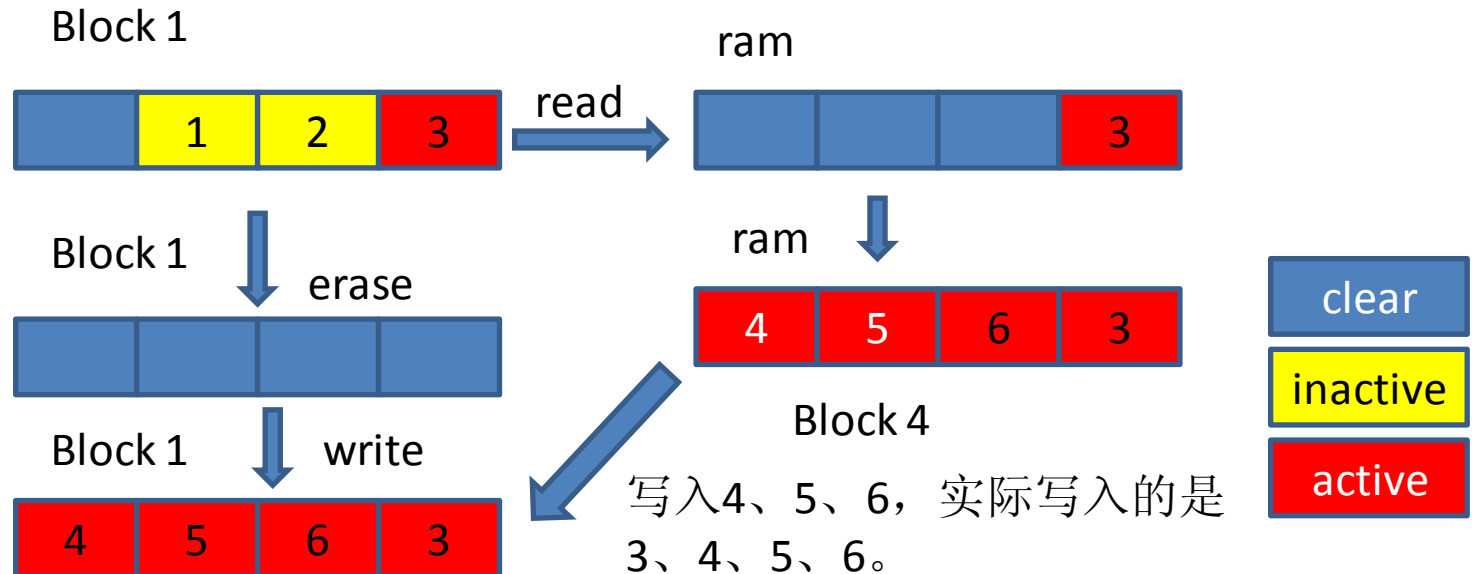 Block 1
ram
1 2 3
read
3
Block 1
erase
ram
4 5 6 3
clear
inactive
active
Block 1
write
Block 4
4 5 6 3
写入4、5、6，实际写入的是
3、4、5、6。